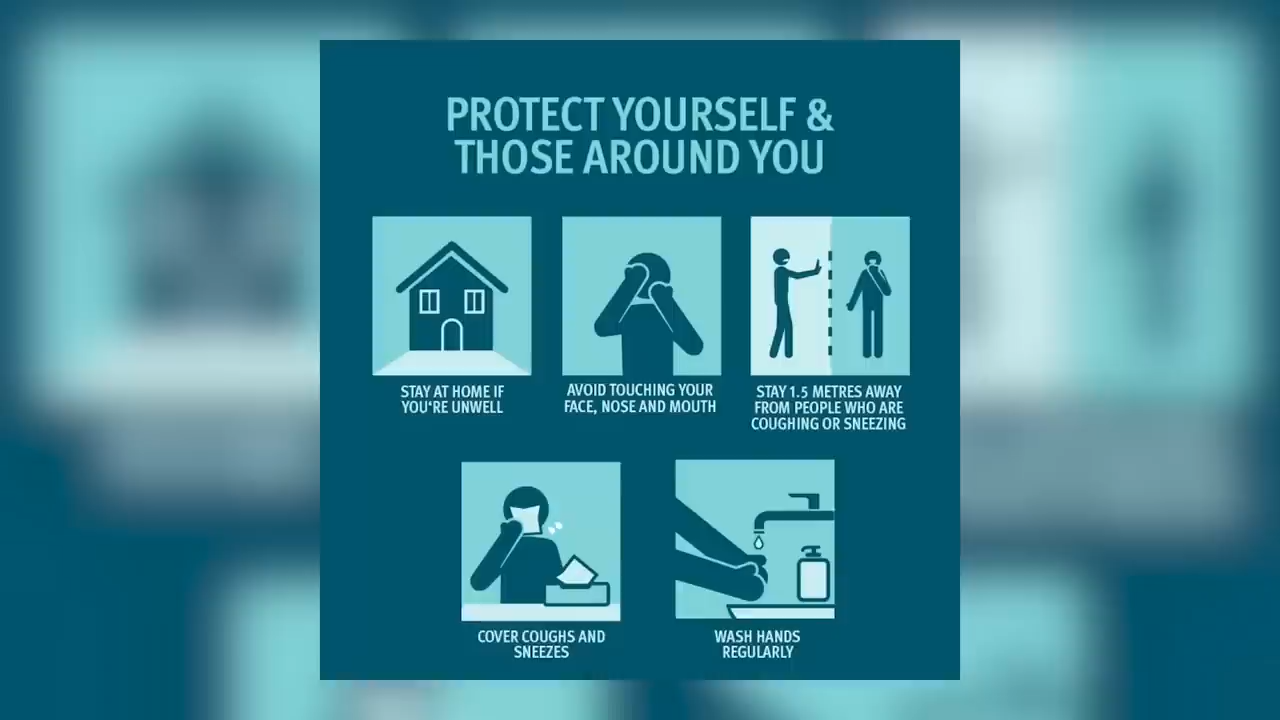 PROTECT YOURSELF &
THOSE AROUND YOU
STAY AT HOME IF
YOU'RE UNWELL
AVOID TOUCHING YOUR
FACE, NOSE AND MOUTH
STAY 1.5 METRES AWAY
FROM PEOPLE WHO ARE
COUGHING OR SNEEZING
COVER COUGHS AND
SNEEZES
WASH HANDS
REGULARLY